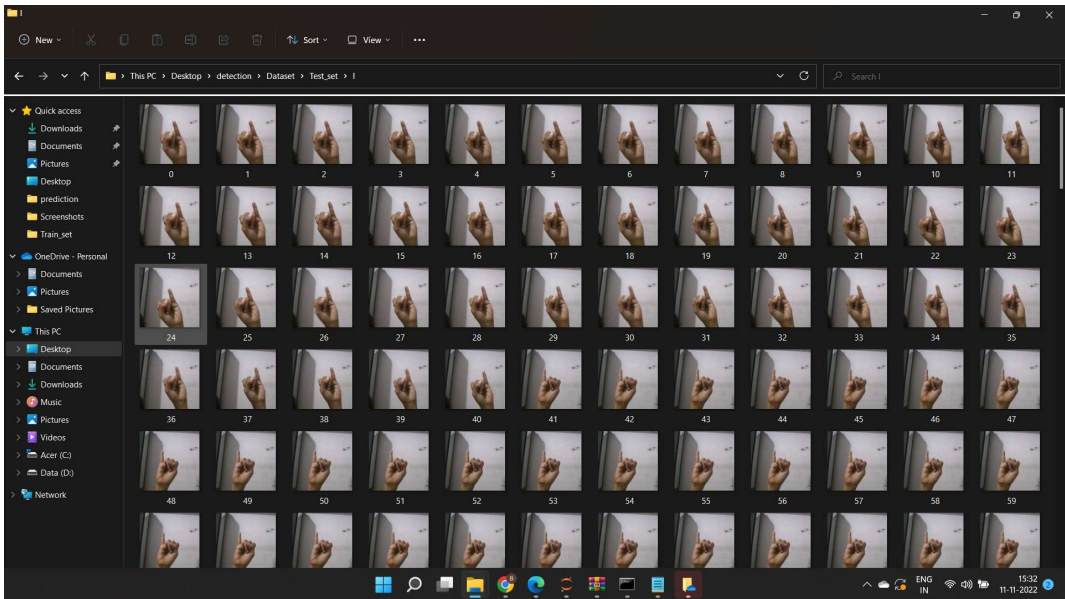 I
New
Sort
View
This PC > Desktop > detection > Dataset > Test_set > I
Search I
Quick access
Downloads
Documents
Pictures
Desktop
prediction
Screenshots
Train_set
OneDrive - Personal
Documents
Pictures
Saved Pictures
This PC
Desktop
Documents
Downloads
Music
Pictures
Videos
Acer (C:)
Data (D:)
Network
0 1 2 3 4 5 6 7 8 9 10 11
12 13 14 15 16 17 18 19 20 21 22 23
24 25 26 27 28 29 30 31 32 33 34 35
36 37 38 39 40 41 42 43 44 45 46 47
48 49 50 51 52 53 54 55 56 57 58 59
ENG
IN
15:32
11-11-2022
2